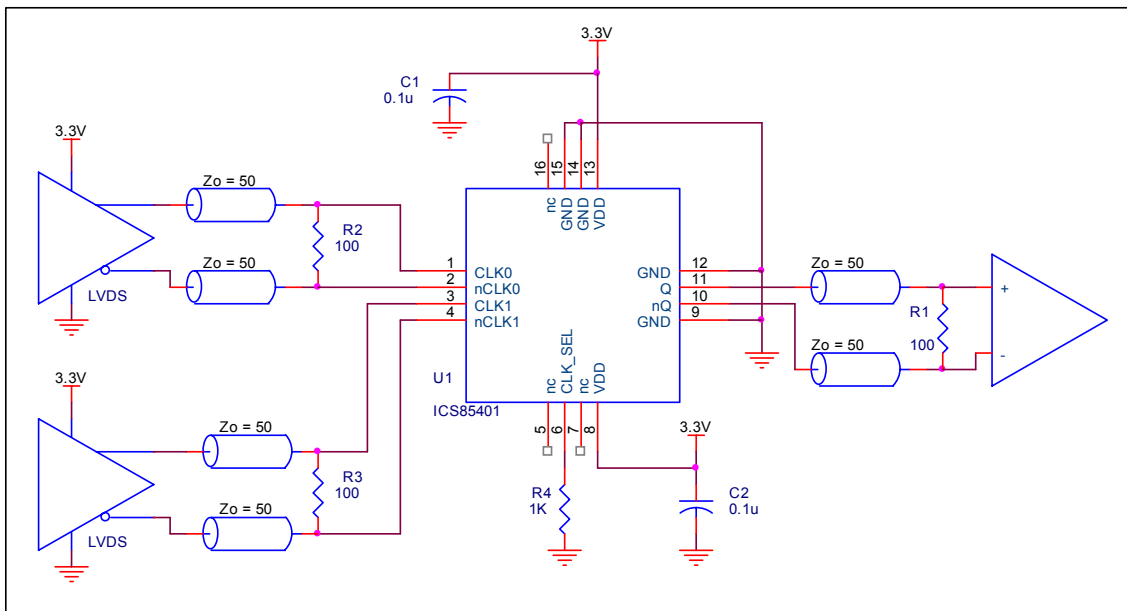 3.3V
C1
0.1u
3.3V
Zo = 50
R2
100
Zo = 50
LVDS
16
15
14
13
nc
GND
GND
VDD
1
CLK0
2
nCLK0
3
CLK1
4
nCLK1
12
GND
11
Q
10
nQ
9
GND
Zo = 50
R1
100
Zo = 50
+
-
U1
ICS85401
nc
CLK_SEL
nc
VDD
5
6
7
8
3.3V
Zo = 50
R3
100
Zo = 50
LVDS
R4
1K
3.3V
C2
0.1u